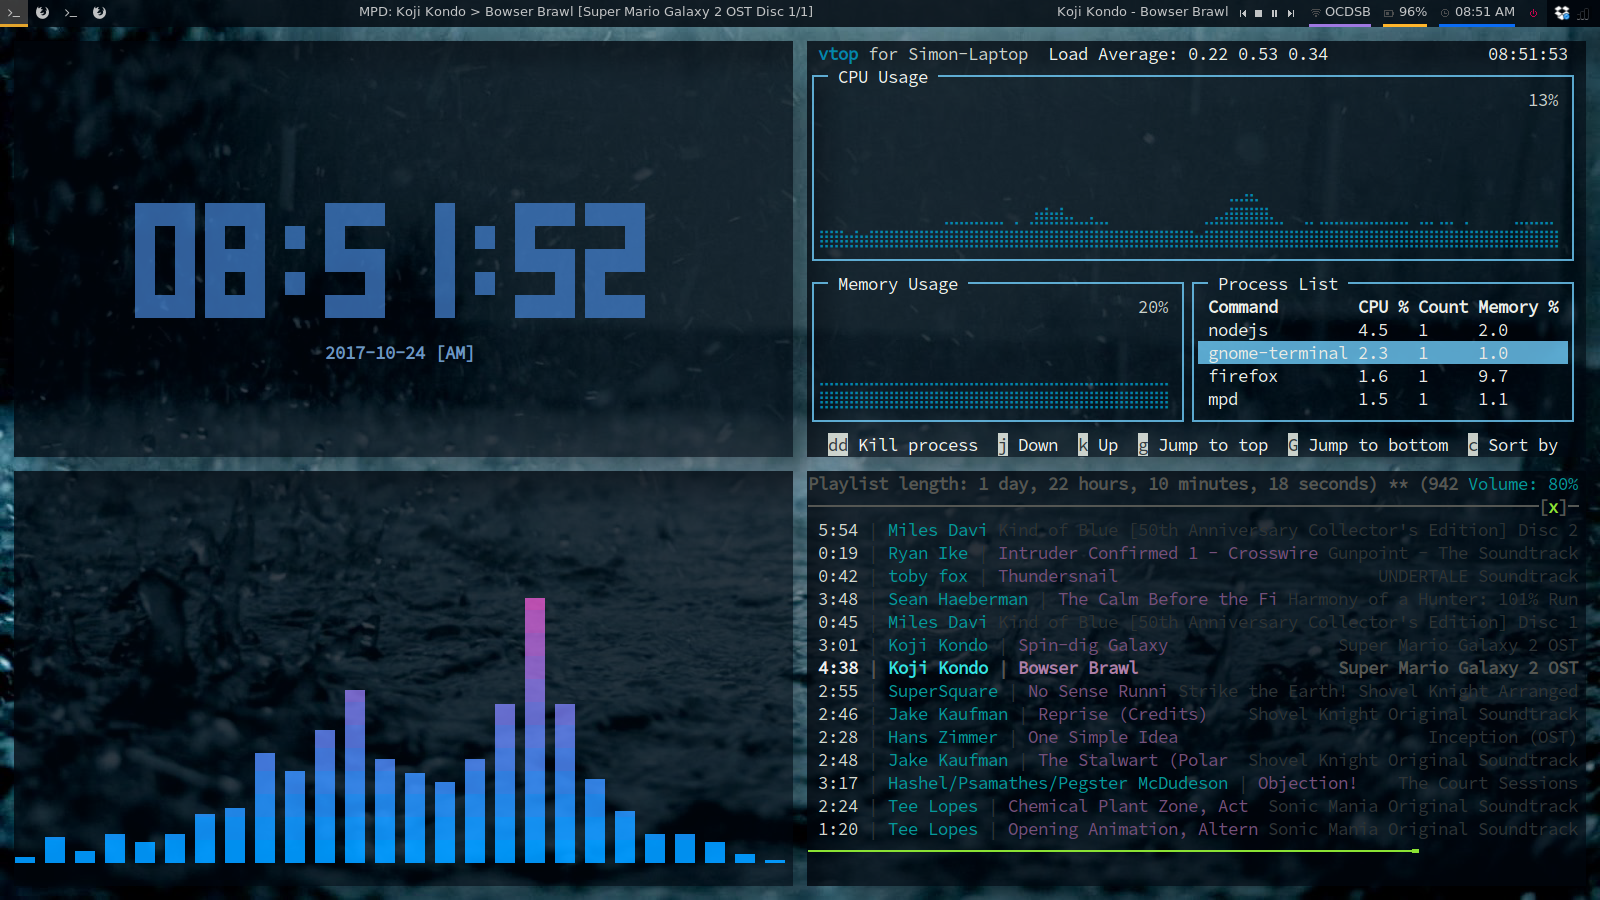 MPD: Koji Kondo > Bowser Brawl [Super Mario Galaxy 2 OST Disc 1/1]
Koji Kondo - Bowser Brawl
OCDSB
96%
08:51 AM
08:51:52
2017-10-24 [AM]
vtop for Simon-Laptop Load Average: 0.22 0.53 0.34 08:51:53
CPU Usage
13%
Memory Usage
20%
Process List
Command CPU % Count Memory %
nodejs 4.5 1 2.0
gnome-terminal 2.3 1 1.0
firefox 1.6 1 9.7
mpd 1.5 1 1.1
dd Kill process j Down k Up g Jump to top G Jump to bottom c Sort by
Playlist length: 1 day, 22 hours, 10 minutes, 18 seconds) ** (942 Volume: 80%
[x]
5:54 | Miles Davi Kind of Blue [50th Anniversary Collector's Edition] Disc 2
0:19 | Ryan Ike | Intruder Confirmed 1 - Crosswire Gunpoint - The Soundtrack
0:42 | toby fox | Thundersnail UNDERTALE Soundtrack
3:48 | Sean Haeberman | The Calm Before the Fi Harmony of a Hunter: 101% Run
0:45 | Miles Davi Kind of Blue [50th Anniversary Collector's Edition] Disc 1
3:01 | Koji Kondo | Spin-dig Galaxy Super Mario Galaxy 2 OST
4:38 | Koji Kondo | Bowser Brawl Super Mario Galaxy 2 OST
2:55 | SuperSquare | No Sense Runni Strike the Earth! Shovel Knight Arranged
2:46 | Jake Kaufman | Reprise (Credits) Shovel Knight Original Soundtrack
2:28 | Hans Zimmer | One Simple Idea Inception (OST)
2:48 | Jake Kaufman | The Stalwart (Polar Shovel Knight Original Soundtrack
3:17 | Hashel/Psamathes/Pegster McDudeson | Objection! The Court Sessions
2:24 | Tee Lopes | Chemical Plant Zone, Act Sonic Mania Original Soundtrack
1:20 | Tee Lopes | Opening Animation, Altern Sonic Mania Original Soundtrack